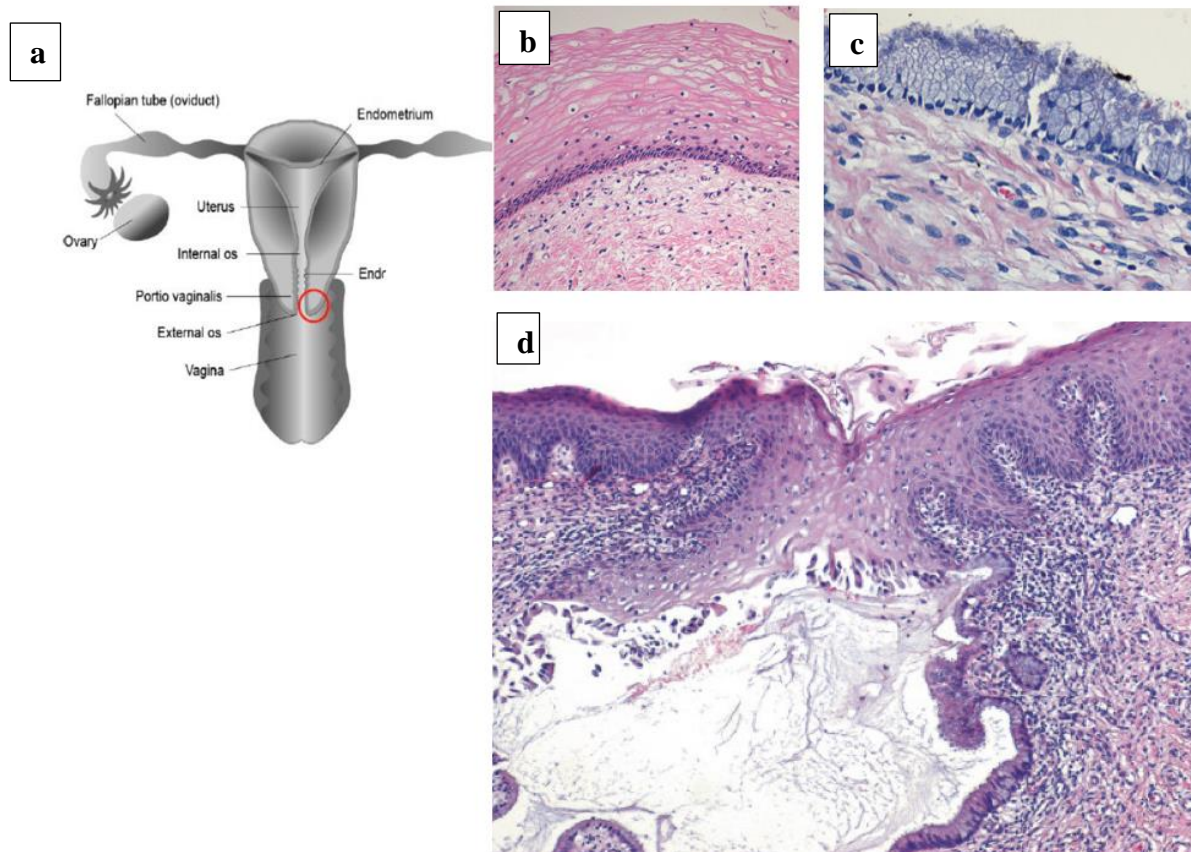 a
Fallopian tube (oviduct)
Endometrium
Uterus
Ovary
Internal os
Endr
Portio vaginalis
External os
Vagina
b
c
d